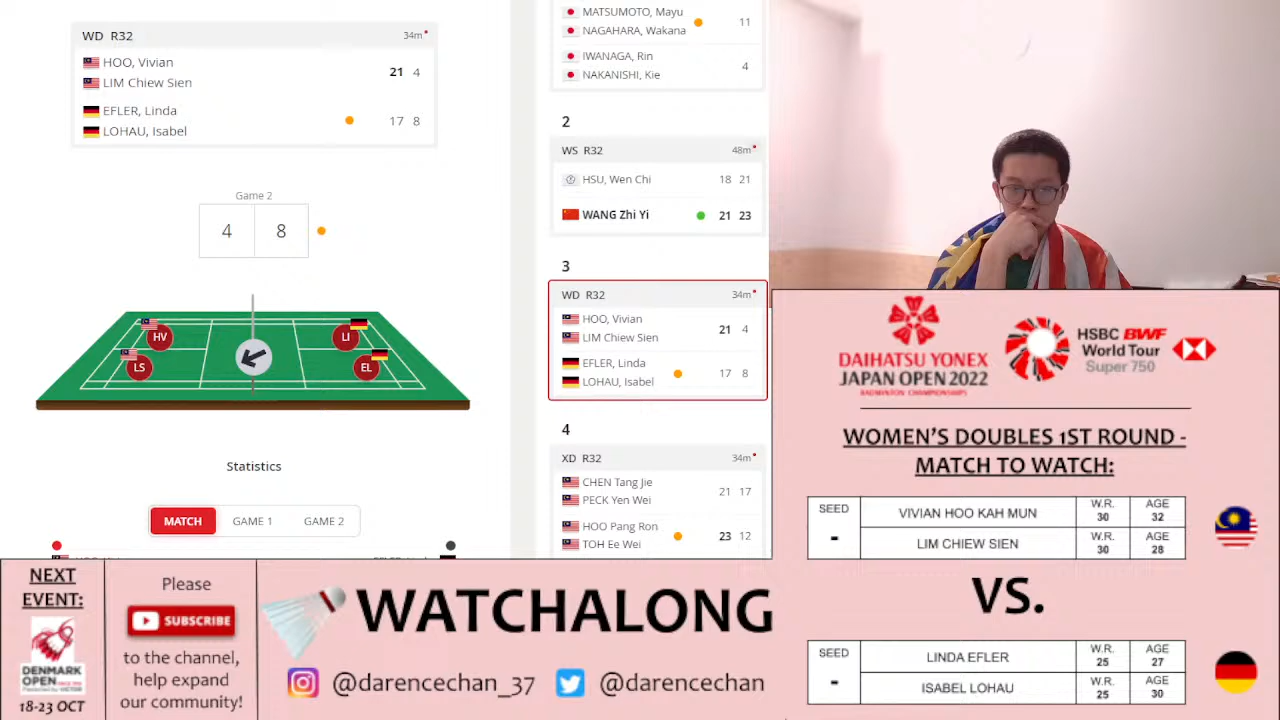 WD R32 34m
HOO, Vivian
LIM Chiew Sien
21 4
EFLER, Linda
LOHAU, Isabel
17 8
Game 2
4 8
HV
LS
LI
EL
Statistics
MATCH GAME 1 GAME 2
MATSUMOTO, Mayu
NAGAHARA, Wakana
11
IWANAGA, Rin
NAKANISHI, Kie
4
2
WS R32 48m
HSU, Wen Chi 18 21
WANG Zhi Yi 21 23
3
WD R32 34m
HOO, Vivian
LIM Chiew Sien
21 4
EFLER, Linda
LOHAU, Isabel
17 8
4
XD R32 34m
CHEN Tang Jie
PECK Yen Wei
21 17
HOO Pang Ron
TOH Ee Wei
23 12
DAIHATSU YONEX
JAPAN OPEN 2022
BADMINTON CHAMPIONSHIPS
HSBC BWF
World Tour
Super 750
WOMEN'S DOUBLES 1ST ROUND -
MATCH TO WATCH:
SEED W.R. AGE
VIVIAN HOO KAH MUN 30 32
- LIM CHIEW SIEN W.R. 30 AGE 28
VS.
SEED W.R. AGE
LINDA EFLER 25 27
- ISABEL LOHAU W.R. 25 AGE 30
NEXT
EVENT:
DENMARK
OPEN
18-23 OCT
Please
SUBSCRIBE
to the channel,
help expand
our community!
WATCHALONG
@darencechan_37 @darencechan